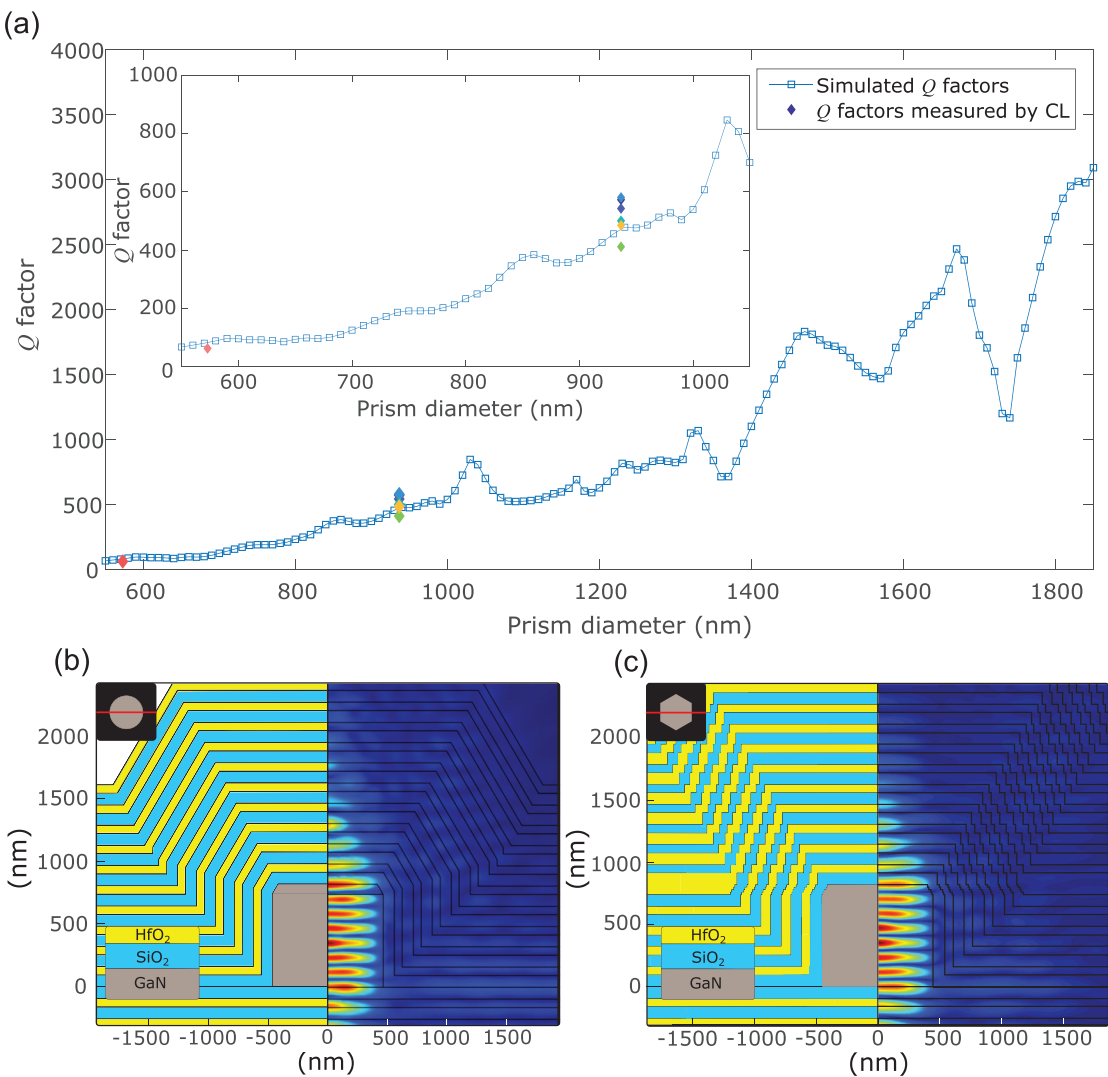 (a)
4000
3500
3000
2500
2000
1500
1000
500
0
Q factor
600
800
1000
1200
1400
1600
1800
Prism diameter (nm)
1000
800
600
400
200
0
Q factor
600
700
800
900
1000
Prism diameter (nm)
Simulated Q factors
Q factors measured by CL
(b)
2000
1500
1000
500
0
(nm)
HfO2
SiO2
GaN
-1500
-1000
-500
0
500
1000
1500
(nm)
(c)
2000
1500
1000
500
0
(nm)
HfO2
SiO2
GaN
-1500
-1000
-500
0
500
1000
1500
(nm)